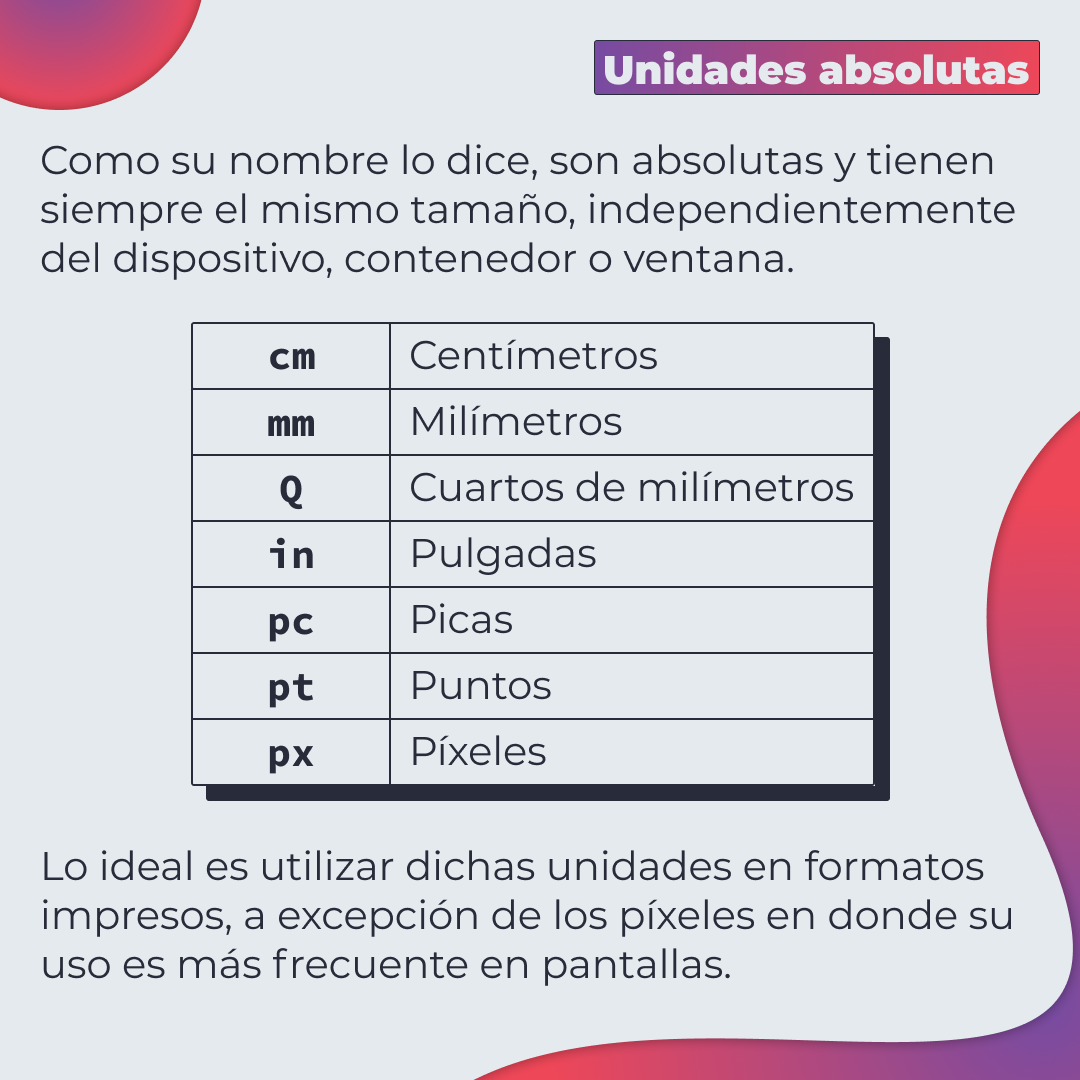 Unidades absolutas
Como su nombre lo dice, son absolutas y tienen
siempre el mismo tamaño, independientemente
del dispositivo, contenedor o ventana.
cm Centímetros
mm Milímetros
Q Cuartos de milímetros
in Pulgadas
pc Picas
pt Puntos
px Píxeles
Lo ideal es utilizar dichas unidades en formatos
impresos, a excepción de los píxeles en donde su
uso es más frecuente en pantallas.